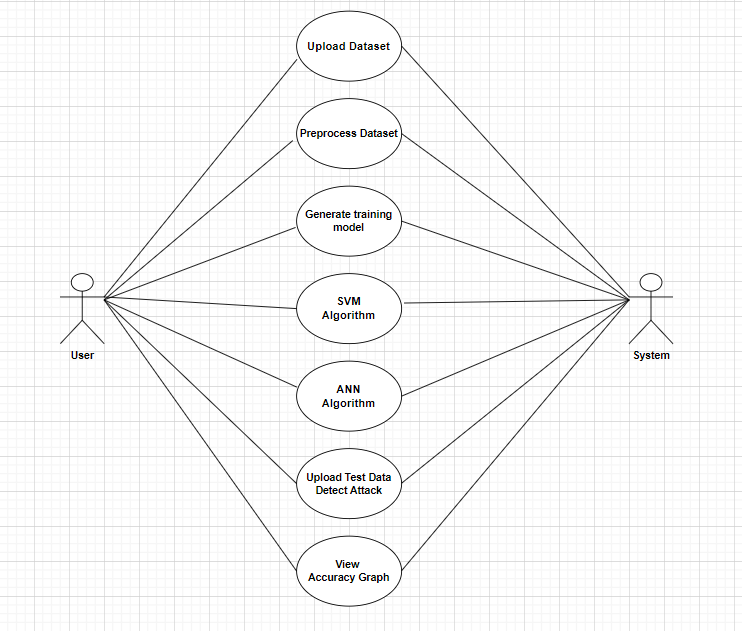 Upload Dataset
Preprocess Dataset
Generate training
model
SVM
Algorithm
User
System
ANN
Algorithm
Upload Test Data
Detect Attack
View
Accuracy Graph